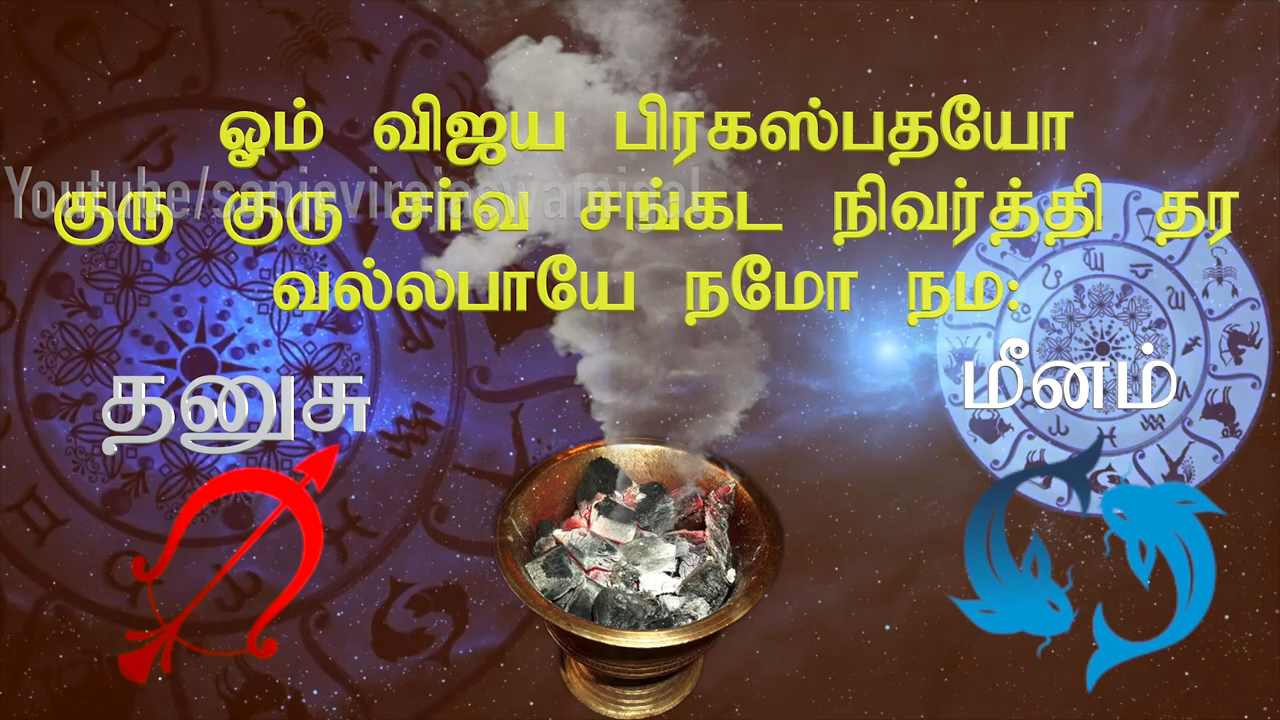 ஓம் விஜய பிரகஸ்பதயோ
குரு குரு சர்வ சங்கட நிவர்த்தி தர
வல்லபாயே நமோ நம:
தனுசு
மீனம்